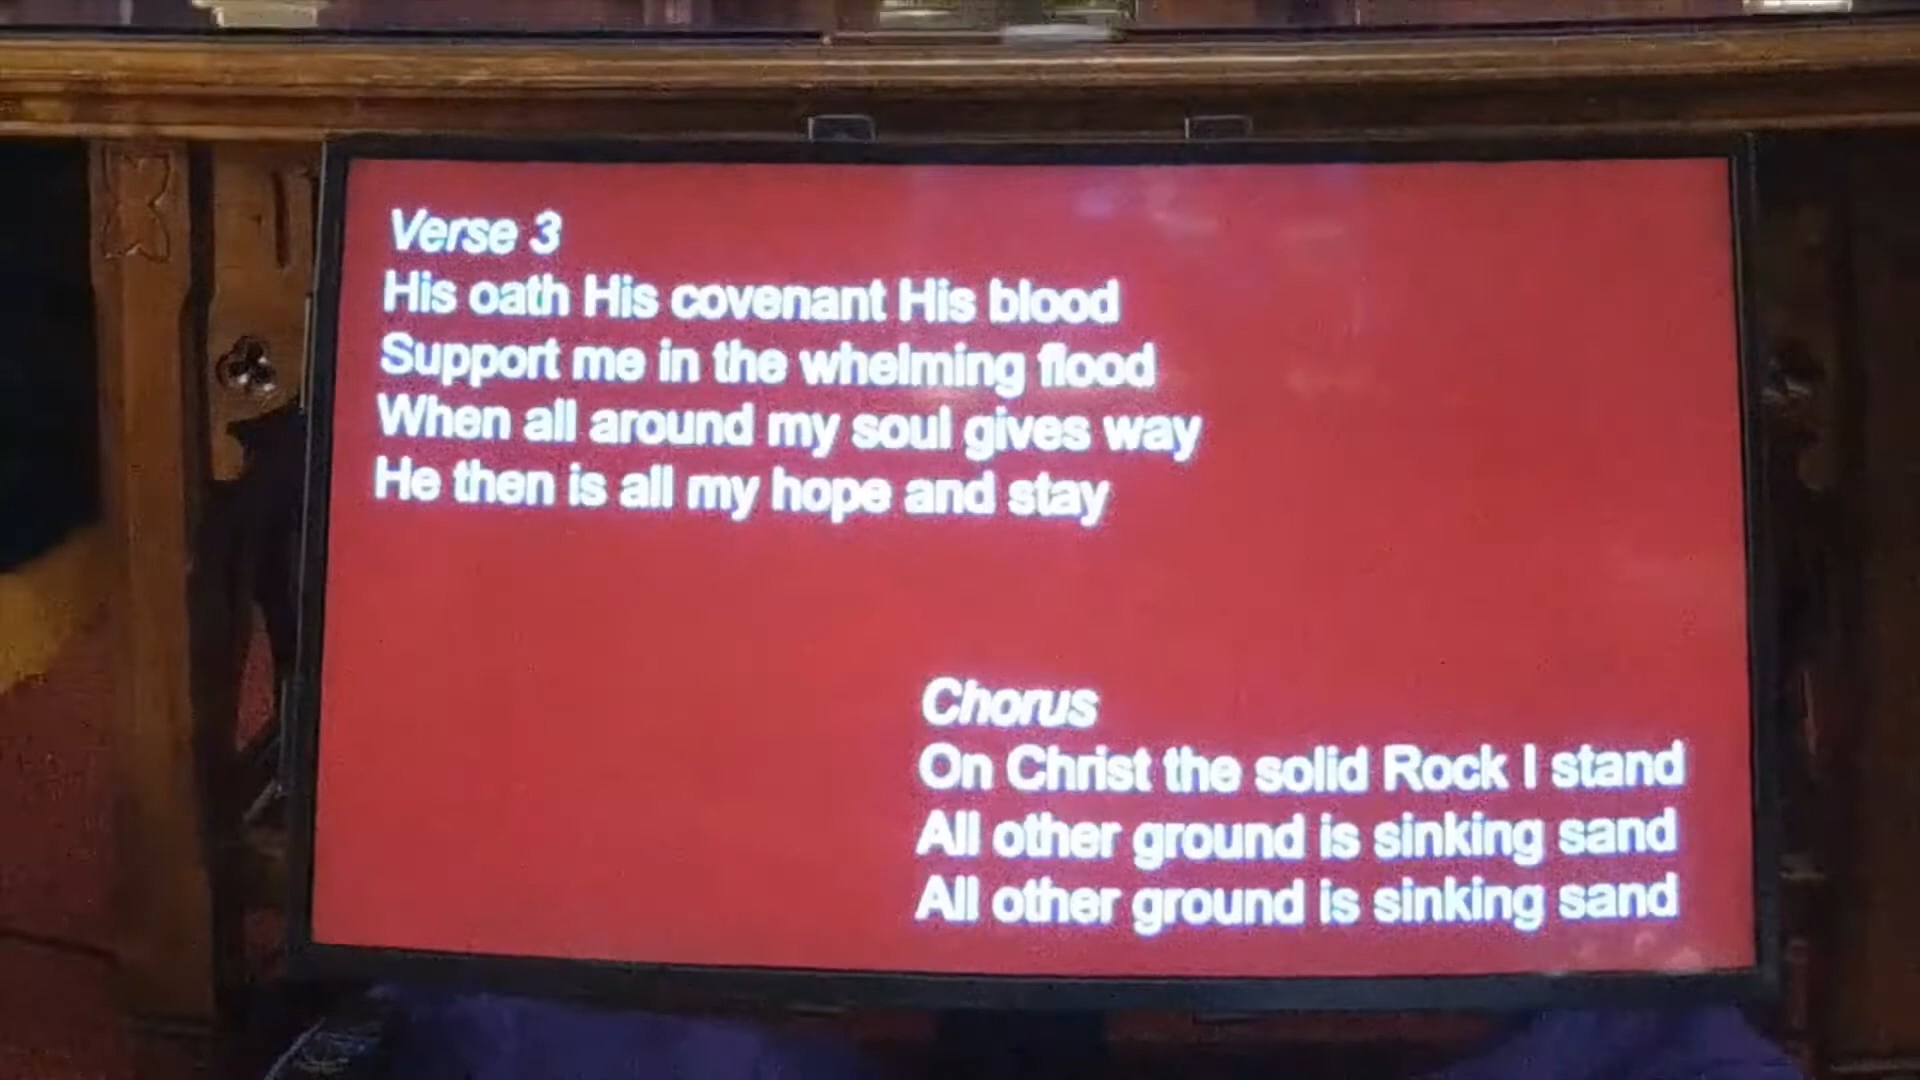 Verse 3
His oath His covenant His blood
Support me in the whelming flood
When all around my soul gives way
He then is all my hope and stay
Chorus
On Christ the solid Rock I stand
All other ground is sinking sand
All other ground is sinking sand